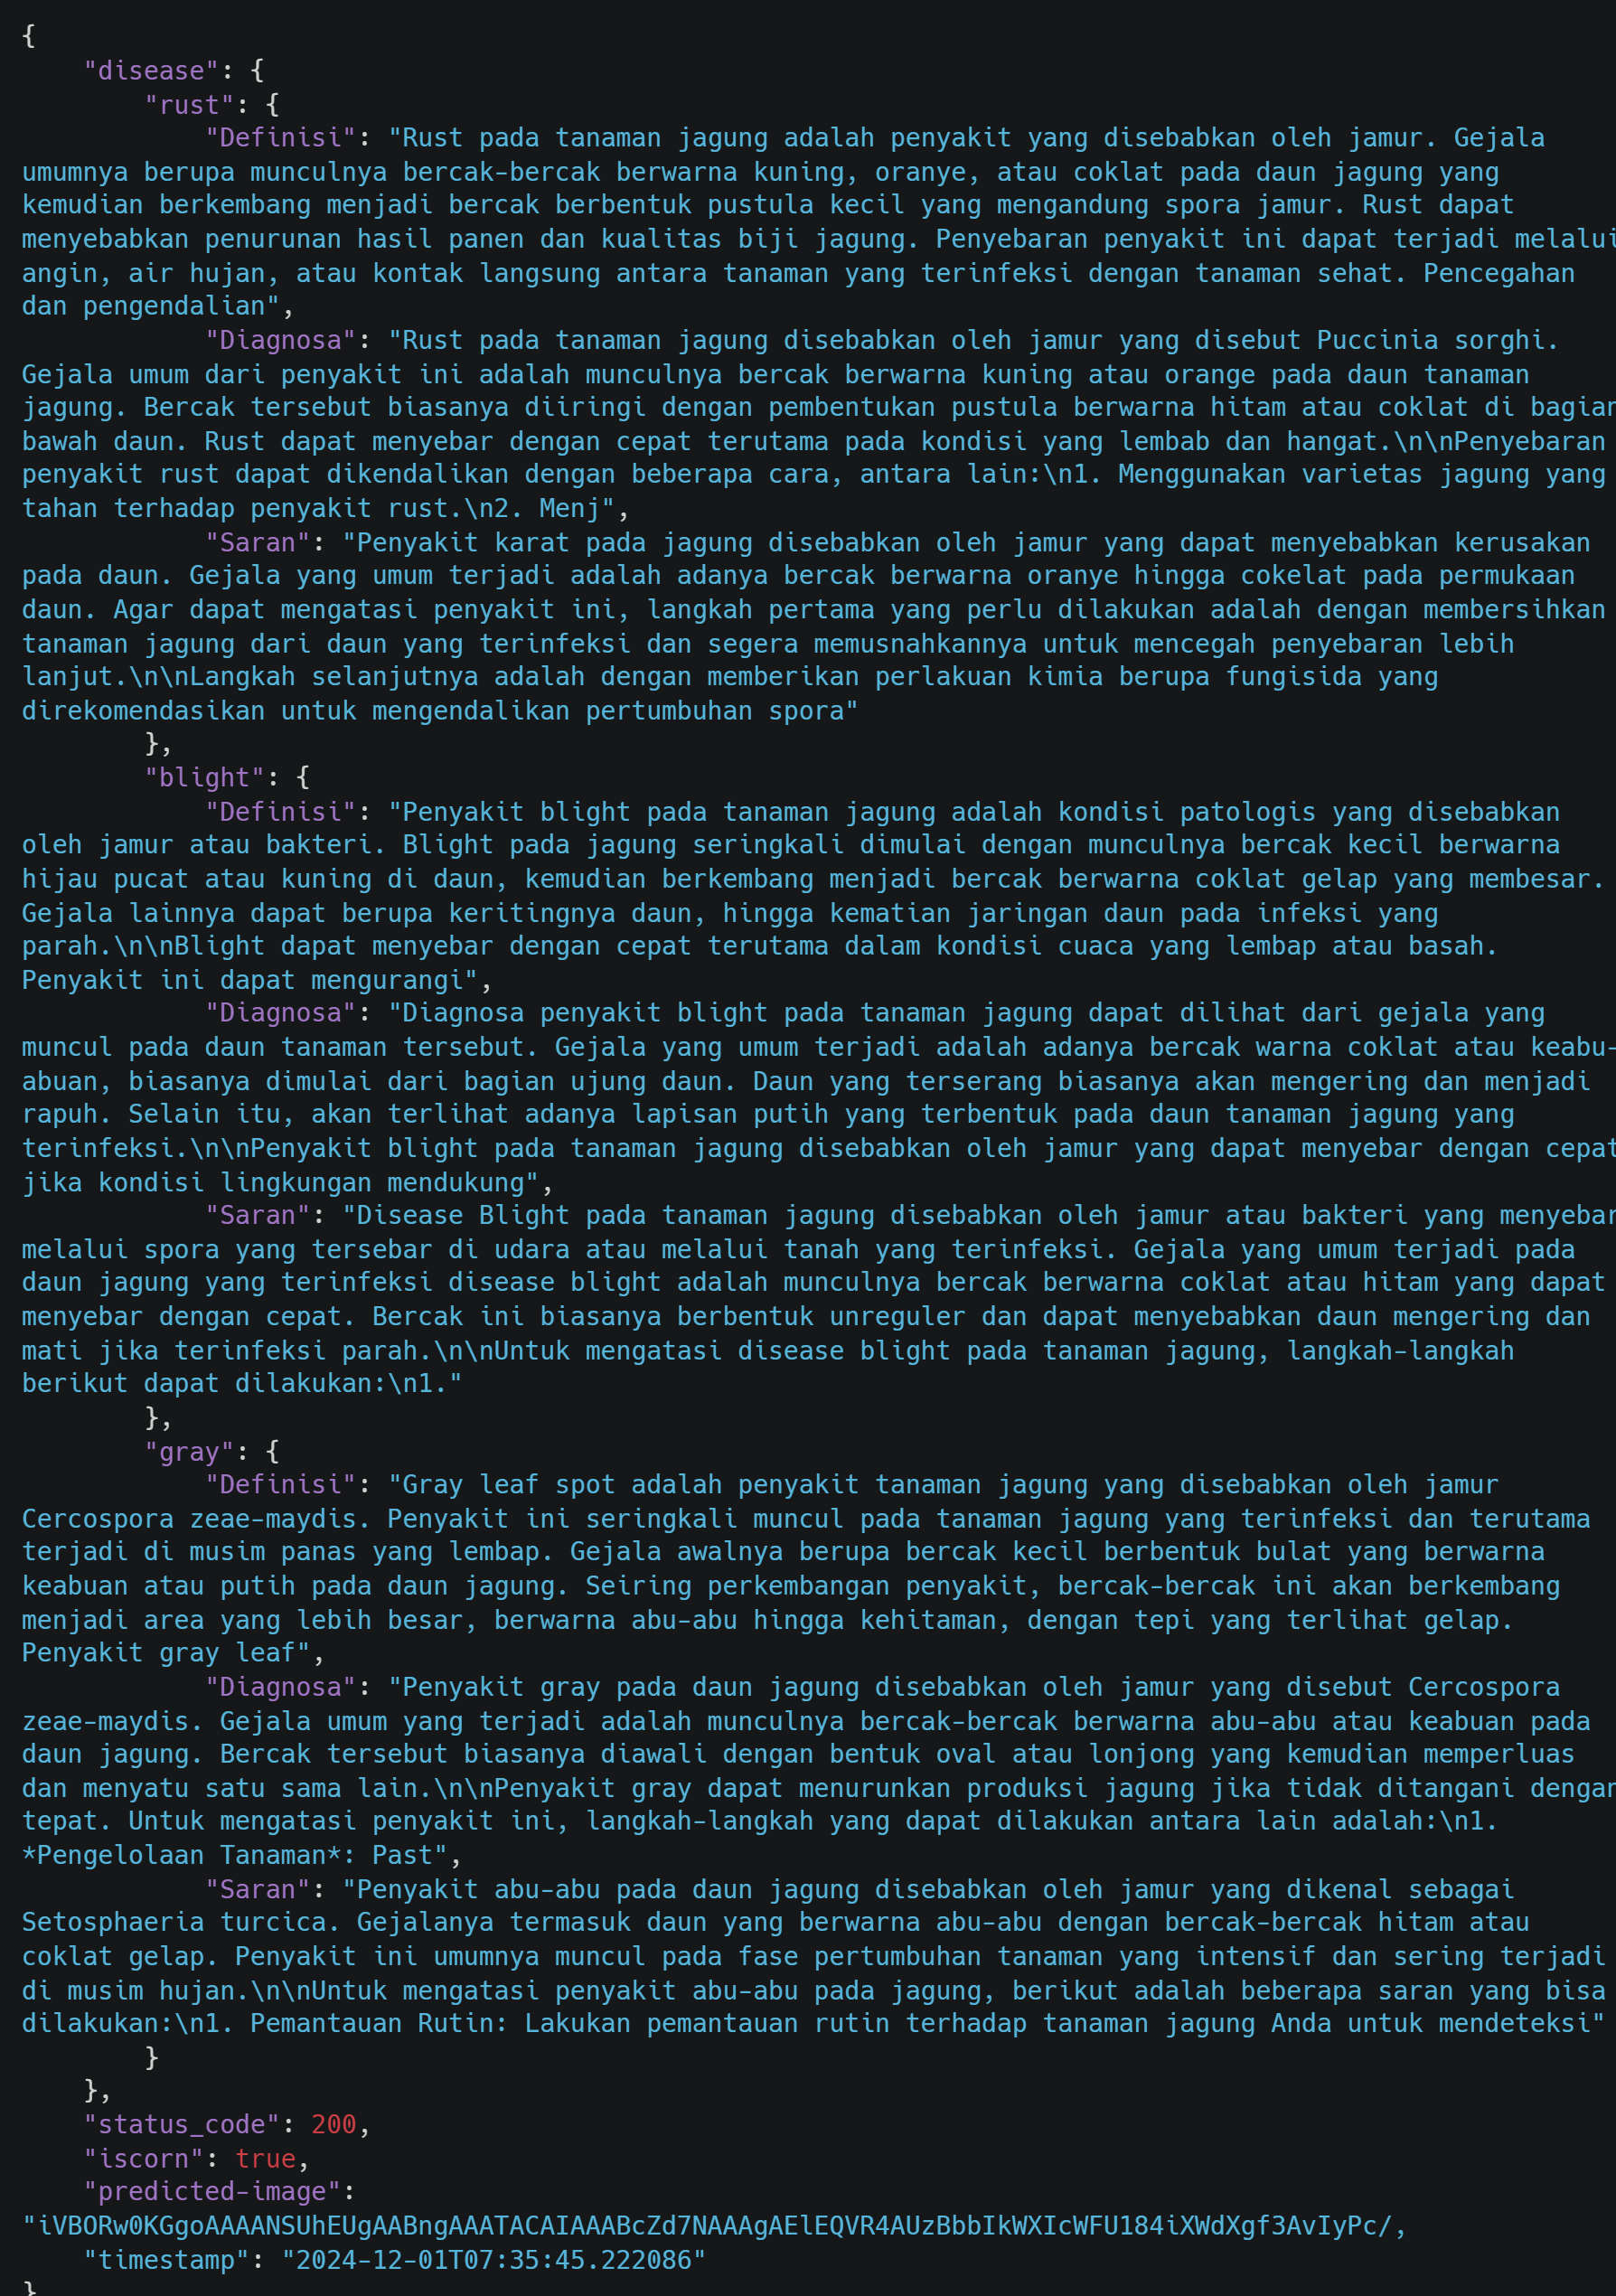 {
    "disease": {
        "rust": {
            "Definisi": "Rust pada tanaman jagung adalah penyakit yang disebabkan oleh jamur. Gejala
umumnya berupa munculnya bercak-bercak berwarna kuning, oranye, atau coklat pada daun jagung yang
kemudian berkembang menjadi bercak berbentuk pustula kecil yang mengandung spora jamur. Rust dapat
menyebabkan penurunan hasil panen dan kualitas biji jagung. Penyebaran penyakit ini dapat terjadi melalui
angin, air hujan, atau kontak langsung antara tanaman yang terinfeksi dengan tanaman sehat. Pencegahan
dan pengendalian",
            "Diagnosa": "Rust pada tanaman jagung disebabkan oleh jamur yang disebut Puccinia sorghi.
Gejala umum dari penyakit ini adalah munculnya bercak berwarna kuning atau orange pada daun tanaman
jagung. Bercak tersebut biasanya diiringi dengan pembentukan pustula berwarna hitam atau coklat di bagian
bawah daun. Rust dapat menyebar dengan cepat terutama pada kondisi yang lembab dan hangat.\n\nPenyebaran
penyakit rust dapat dikendalikan dengan beberapa cara, antara lain:\n1. Menggunakan varietas jagung yang
tahan terhadap penyakit rust.\n2. Menj",
            "Saran": "Penyakit karat pada jagung disebabkan oleh jamur yang dapat menyebabkan kerusakan
pada daun. Gejala yang umum terjadi adalah adanya bercak berwarna oranye hingga cokelat pada permukaan
daun. Agar dapat mengatasi penyakit ini, langkah pertama yang perlu dilakukan adalah dengan membersihkan
tanaman jagung dari daun yang terinfeksi dan segera memusnahkannya untuk mencegah penyebaran lebih
lanjut.\n\nLangkah selanjutnya adalah dengan memberikan perlakuan kimia berupa fungisida yang
direkomendasikan untuk mengendalikan pertumbuhan spora"
        },
        "blight": {
            "Definisi": "Penyakit blight pada tanaman jagung adalah kondisi patologis yang disebabkan
oleh jamur atau bakteri. Blight pada jagung seringkali dimulai dengan munculnya bercak kecil berwarna
hijau pucat atau kuning di daun, kemudian berkembang menjadi bercak berwarna coklat gelap yang membesar.
Gejala lainnya dapat berupa keritingnya daun, hingga kematian jaringan daun pada infeksi yang
parah.\n\nBlight dapat menyebar dengan cepat terutama dalam kondisi cuaca yang lembap atau basah.
Penyakit ini dapat mengurangi",
            "Diagnosa": "Diagnosa penyakit blight pada tanaman jagung dapat dilihat dari gejala yang
muncul pada daun tanaman tersebut. Gejala yang umum terjadi adalah adanya bercak warna coklat atau keabu-
abuan, biasanya dimulai dari bagian ujung daun. Daun yang terserang biasanya akan mengering dan menjadi
rapuh. Selain itu, akan terlihat adanya lapisan putih yang terbentuk pada daun tanaman jagung yang
terinfeksi.\n\nPenyakit blight pada tanaman jagung disebabkan oleh jamur yang dapat menyebar dengan cepat
jika kondisi lingkungan mendukung",
            "Saran": "Disease Blight pada tanaman jagung disebabkan oleh jamur atau bakteri yang menyebar
melalui spora yang tersebar di udara atau melalui tanah yang terinfeksi. Gejala yang umum terjadi pada
daun jagung yang terinfeksi disease blight adalah munculnya bercak berwarna coklat atau hitam yang dapat
menyebar dengan cepat. Bercak ini biasanya berbentuk unreguler dan dapat menyebabkan daun mengering dan
mati jika terinfeksi parah.\n\nUntuk mengatasi disease blight pada tanaman jagung, langkah-langkah
berikut dapat dilakukan:\n1."
        },
        "gray": {
            "Definisi": "Gray leaf spot adalah penyakit tanaman jagung yang disebabkan oleh jamur
Cercospora zeae-maydis. Penyakit ini seringkali muncul pada tanaman jagung yang terinfeksi dan terutama
terjadi di musim panas yang lembap. Gejala awalnya berupa bercak kecil berbentuk bulat yang berwarna
keabuan atau putih pada daun jagung. Seiring perkembangan penyakit, bercak-bercak ini akan berkembang
menjadi area yang lebih besar, berwarna abu-abu hingga kehitaman, dengan tepi yang terlihat gelap.
Penyakit gray leaf",
            "Diagnosa": "Penyakit gray pada daun jagung disebabkan oleh jamur yang disebut Cercospora
zeae-maydis. Gejala umum yang terjadi adalah munculnya bercak-bercak berwarna abu-abu atau keabuan pada
daun jagung. Bercak tersebut biasanya diawali dengan bentuk oval atau lonjong yang kemudian memperluas
dan menyatu satu sama lain.\n\nPenyakit gray dapat menurunkan produksi jagung jika tidak ditangani dengan
tepat. Untuk mengatasi penyakit ini, langkah-langkah yang dapat dilakukan antara lain adalah:\n1.
*Pengelolaan Tanaman*: Past",
            "Saran": "Penyakit abu-abu pada daun jagung disebabkan oleh jamur yang dikenal sebagai
Setosphaeria turcica. Gejalanya termasuk daun yang berwarna abu-abu dengan bercak-bercak hitam atau
coklat gelap. Penyakit ini umumnya muncul pada fase pertumbuhan tanaman yang intensif dan sering terjadi
di musim hujan.\n\nUntuk mengatasi penyakit abu-abu pada jagung, berikut adalah beberapa saran yang bisa
dilakukan:\n1. Pemantauan Rutin: Lakukan pemantauan rutin terhadap tanaman jagung Anda untuk mendeteksi"
        }
    },
    "status_code": 200,
    "iscorn": true,
    "predicted-image":
"iVBORw0KGgoAAAANSUhEUgAABngAAATACAIAAABcZd7NAAAgAElEQVR4AUzBbbIkWXIcWFU184iXWdXgf3AvIyPc/,
    "timestamp": "2024-12-01T07:35:45.222086"
}